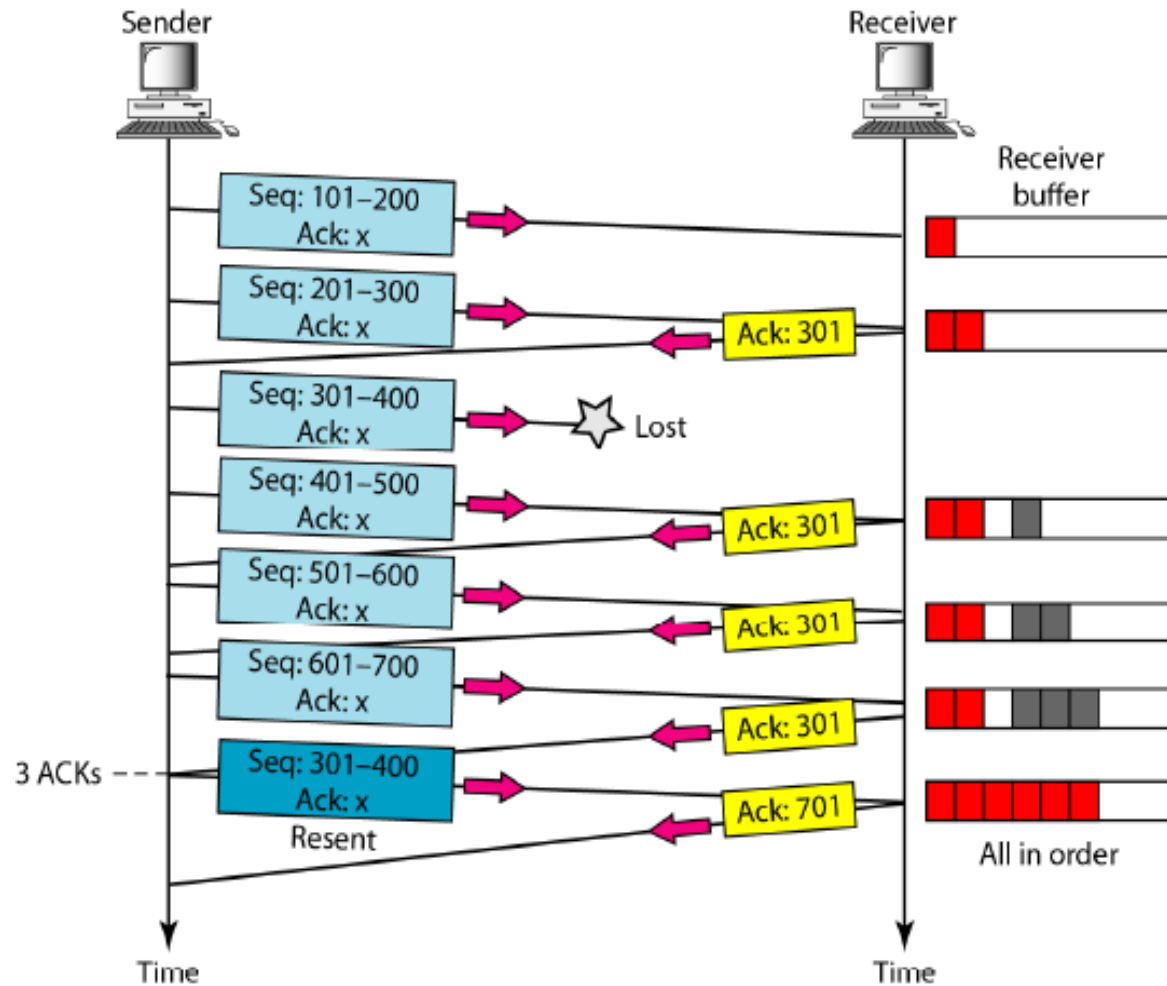 Sender
Receiver
Receiver
buffer
Seq: 101–200
Ack: x
Seq: 201–300
Ack: x
Ack: 301
Seq: 301–400
Ack: x
Lost
Seq: 401–500
Ack: x
Ack: 301
Seq: 501–600
Ack: x
Ack: 301
Seq: 601–700
Ack: x
Ack: 301
3 ACKs
Seq: 301–400
Ack: x
Resent
Ack: 701
All in order
Time
Time